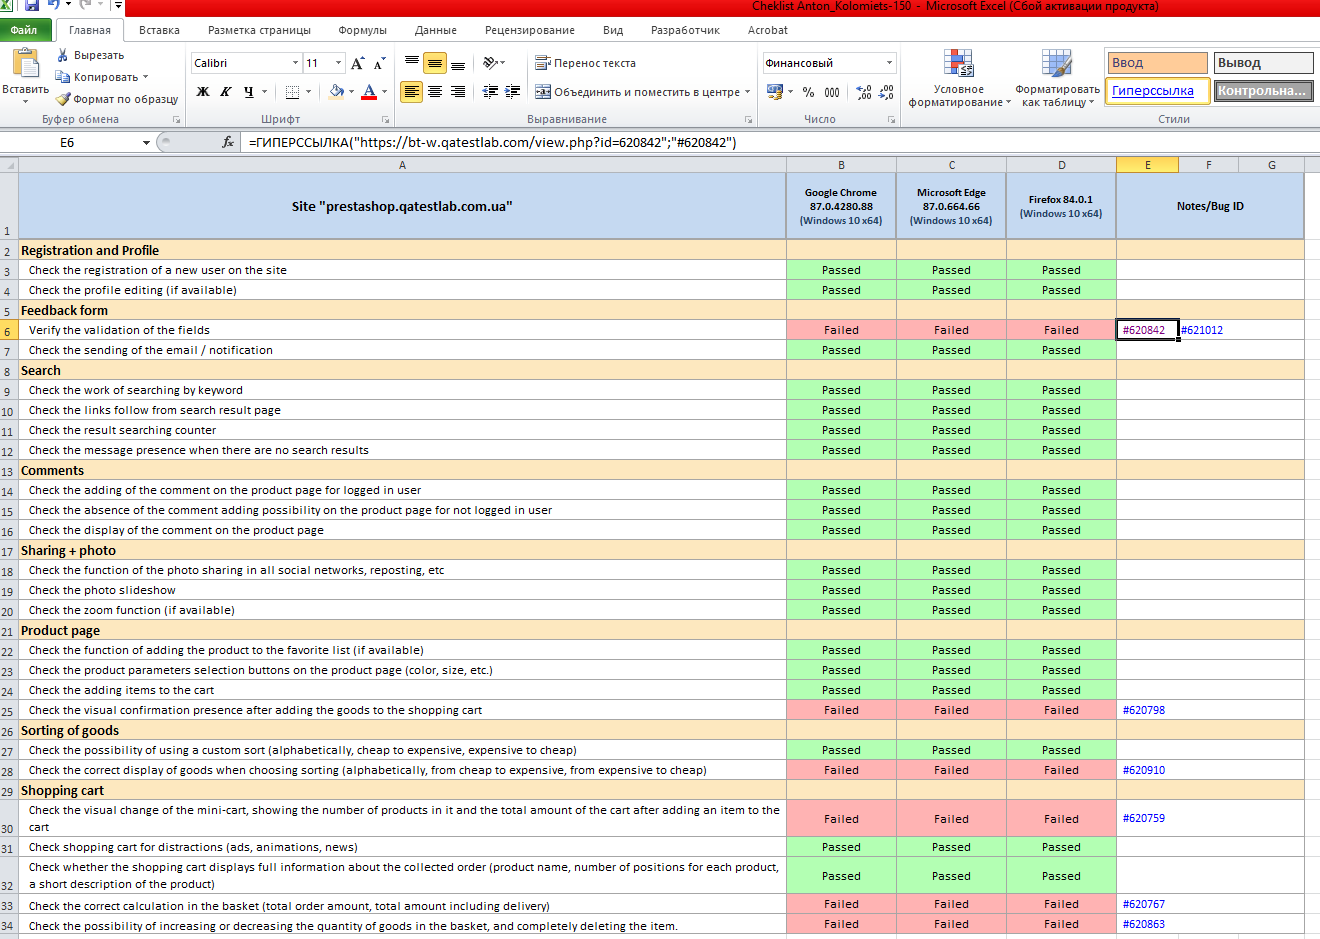 Cheklist Anton_Kolomiets-150 - Microsoft Excel (Сбой активации продукта)
Файл Главная Вставка Разметка страницы Формулы Данные Рецензирование Вид Разработчик Acrobat
Вставить
Вырезать
Копировать
Формат по образцу
Буфер обмена
Calibri 11
Ж К Ч
Шрифт
Перенос текста
Объединить и поместить в центре
Выравнивание
Финансовый
% 000
Число
Условное форматирование
Форматировать как таблицу
Ввод Вывод
Гиперссылка Контрольна...
Стили
E6 fx =ГИПЕРССЫЛКА("https://bt-w.qatestlab.com/view.php?id=620842";"#620842")
A B C D E F G
1 Site "prestashop.qatestlab.com.ua" Google Chrome 87.0.4280.88 (Windows 10 x64) Microsoft Edge 87.0.664.66 (Windows 10 x64) Firefox 84.0.1 (Windows 10 x64) Notes/Bug ID
2 Registration and Profile
3 Check the registration of a new user on the site Passed Passed Passed
4 Check the profile editing (if available) Passed Passed Passed
5 Feedback form
6 Verify the validation of the fields Failed Failed Failed #620842 #621012
7 Check the sending of the email / notification Passed Passed Passed
8 Search
9 Check the work of searching by keyword Passed Passed Passed
10 Check the links follow from search result page Passed Passed Passed
11 Check the result searching counter Passed Passed Passed
12 Check the message presence when there are no search results Passed Passed Passed
13 Comments
14 Check the adding of the comment on the product page for logged in user Passed Passed Passed
15 Check the absence of the comment adding possibility on the product page for not logged in user Passed Passed Passed
16 Check the display of the comment on the product page Passed Passed Passed
17 Sharing + photo
18 Check the function of the photo sharing in all social networks, reposting, etc Passed Passed Passed
19 Check the photo slideshow Passed Passed Passed
20 Check the zoom function (if available) Passed Passed Passed
21 Product page
22 Check the function of adding the product to the favorite list (if available) Passed Passed Passed
23 Check the product parameters selection buttons on the product page (color, size, etc.) Passed Passed Passed
24 Check the adding items to the cart Passed Passed Passed
25 Check the visual confirmation presence after adding the goods to the shopping cart Failed Failed Failed #620798
26 Sorting of goods
27 Check the possibility of using a custom sort (alphabetically, cheap to expensive, expensive to cheap) Passed Passed Passed
28 Check the correct display of goods when choosing sorting (alphabetically, from cheap to expensive, from expensive to cheap) Failed Failed Failed #620910
29 Shopping cart
30 Check the visual change of the mini-cart, showing the number of products in it and the total amount of the cart after adding an item to the
cart Failed Failed Failed #620759
31 Check shopping cart for distractions (ads, animations, news) Passed Passed Passed
32 Check whether the shopping cart displays full information about the collected order (product name, number of positions for each product,
a short description of the product) Passed Passed Passed
33 Check the correct calculation in the basket (total order amount, total amount including delivery) Failed Failed Failed #620767
34 Check the possibility of increasing or decreasing the quantity of goods in the basket, and completely deleting the item. Failed Failed Failed #620863